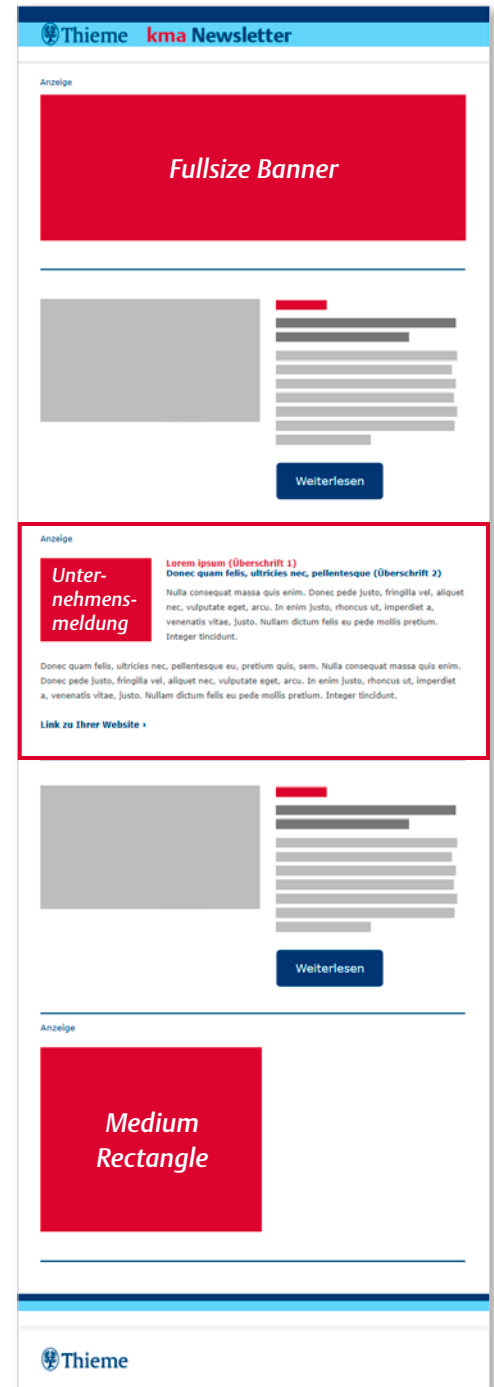 Thieme kma Newsletter
Anzeige
Fullsize Banner
Weiterlesen
Anzeige
Unter-
nehmens-
meldung
Lorem ipsum (Überschrift 1)
Donec quam felis, ultricies nec, pellentesque (Überschrift 2)
Nulla consequat massa quis enim. Donec pede justo, fringilla vel, aliquet
nec, vulputate eget, arcu. In enim justo, rhoncus ut, imperdiet a,
venenatis vitae, justo. Nullam dictum felis eu pede mollis pretium.
Integer tincidunt.
Donec quam felis, ultricies nec, pellentesque eu, pretium quis, sem. Nulla consequat massa quis enim.
Donec pede justo, fringilla vel, aliquet nec, vulputate eget, arcu. In enim justo, rhoncus ut, imperdiet
a, venenatis vitae, justo. Nullam dictum felis eu pede mollis pretium. Integer tincidunt.
Link zu Ihrer Website ›
Weiterlesen
Anzeige
Medium
Rectangle
Thieme